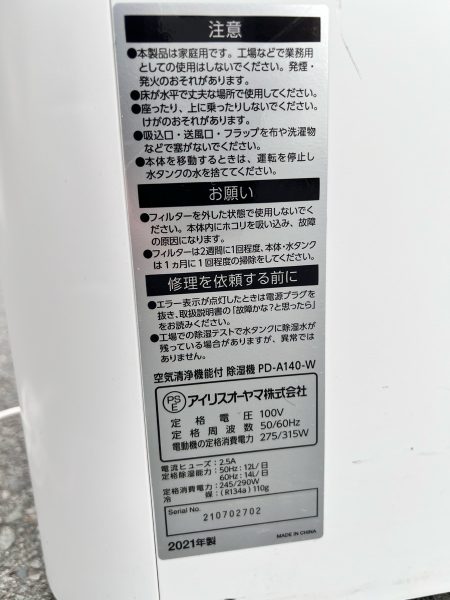 注意
●本製品は家庭用です。工場などで業務用
としての使用はしないでください。発煙・
発火のおそれがあります。
●床が水平で丈夫な場所で使用してください。
●座ったり、上に乗ったりしないでください。
けがのおそれがあります。
●吸込口・送風口・フラップを布や洗濯物
などで塞がないでください。
●本体を移動するときは、運転を停止し
水タンクの水を捨ててください。
お願い
●フィルターを外した状態で使用しないでく
ださい。本体内にホコリを吸い込み、故障
の原因になります。
●フィルターは2週間に1回程度、本体・水タンク
は1ヵ月に1回程度の掃除をしてください。
修理を依頼する前に
●エラー表示が点灯したときは電源プラグを
抜き、取扱説明書の「故障かな?と思ったら」
をお読みください。
●工場での除湿テストで水タンクに除湿水が
残っている場合がありますが、異常では
ありません。
空気清浄機能付 除湿機 PD-A140-W
PS
E アイリスオーヤマ株式会社
定格電圧 100V
定格周波数 50/60Hz
電動機の定格消費電力 275/315W
電流ヒューズ:2.5A
定格除湿能力:50Hz:12L/日
60Hz:14L/日
定格消費電力:245/290W
冷媒:(R134a)110g
Serial No.
210702702
2021年製
MADE IN CHINA